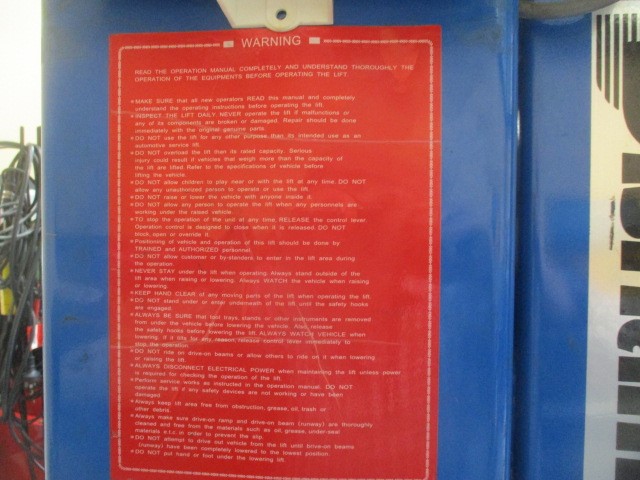 WARNING
READ THE OPERATION MANUAL COMPLETELY AND UNDERSTAND THOROUGHLY THE
OPERATION OF THE EQUIPMENTS BEFORE OPERATING THE LIFT.
*MAKE SURE that all new operators READ this manual and completely
understand the operating instructions before operating the lift.
*INSPECT THE LIFT DAILY. NEVER operate the lift if malfunctions or
any of its components are broken or damaged. Repair should be done
immediately with the original genuine parts.
*DO NOT use the lift for any other purpose than its intended use as an
automotive service lift.
*DO NOT overload the lift than its rated capacity. Serious
injury could result if vehicles that weigh more than the capacity of
the lift are lifted. Refer to the specifications of vehicle before
lifting the vehicle.
*DO NOT allow children to play near or with the lift at any time. DO NOT
allow any unauthorized person to operate or use the lift.
*DO NOT raise or lower the vehicle with anyone inside it.
*DO NOT allow any person to operate the lift when any personnels are
working under the raised vehicle.
*TO stop the operation of the unit at any time, RELEASE the control lever.
Operation control is designed to close when it is released. DO NOT
block, open or override it.
*Positioning of vehicle and operation of this lift should be done by
TRAINED and AUTHORIZED personnel.
*DO NOT allow customer or by-standers to enter in the lift area during
the operation.
*NEVER STAY under the lift when operating. Always stand outside of the
lift area when raising or lowering. Always WATCH the vehicle when raising
or lowering.
*KEEP HAND CLEAR of any moving parts of the lift when operating the lift.
*DO NOT stand under or enter underneath of the lift, until the safety hooks
are engaged.
*ALWAYS BE SURE that tool trays, stands or other instruments are removed
from under the vehicle before lowering the vehicle. Also, release
the safety hooks before lowering the lift. ALWAYS WATCH VEHICLE when
lowering, if it tilts for any reason, release control lever immediately to
stop the operation.
*DO NOT ride on drive-on beams or allow others to ride on it when lowering
or raising the lift.
*ALWAYS DISCONNECT ELECTRICAL POWER when maintaining the lift unless power
is required for checking the operation of the lift.
*Perform service works as instructed in the operation manual. DO NOT
operate the lift if any safety devices are not working or have been
damaged.
*Always keep lift area free from obstruction, grease, oil, trash or
other debris.
*Always make sure drive-on ramp and drive-on beam (runway) are thoroughly
cleaned and free from the materials such as oil, grease, under-seal
materials e.t.c. in order to prevent the slip.
*DO NOT attempt to drive out vehicle from the lift until drive-on beams
(runway) have been completely lowered to the lowest position.
*DO NOT put hand or foot under the lowering lift.